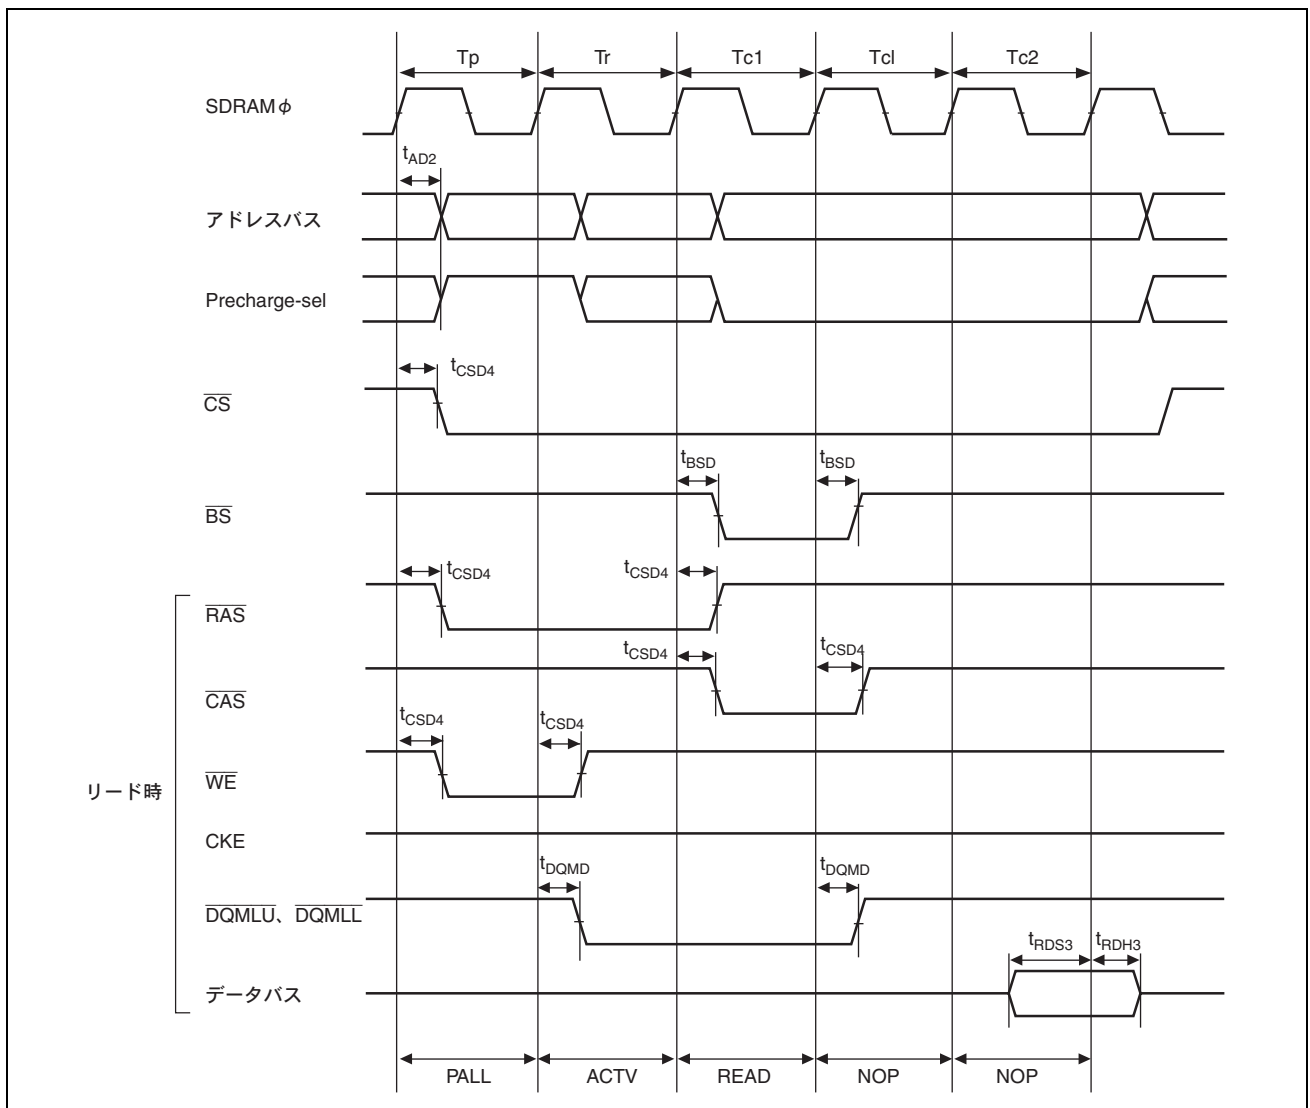 Tp Tr Tc1 Tcl Tc2
SDRAMφ
tAD2
アドレスバス
Precharge-sel
tCSD4
CS
tBSD tBSD
BS
tCSD4 tCSD4
RAS
tCSD4 tCSD4
CAS
tCSD4 tCSD4
WE
リード時
CKE
tDQMD tDQMD
DQMLU、DQMLL
tRDS3 tRDH3
データバス
PALL ACTV READ NOP NOP